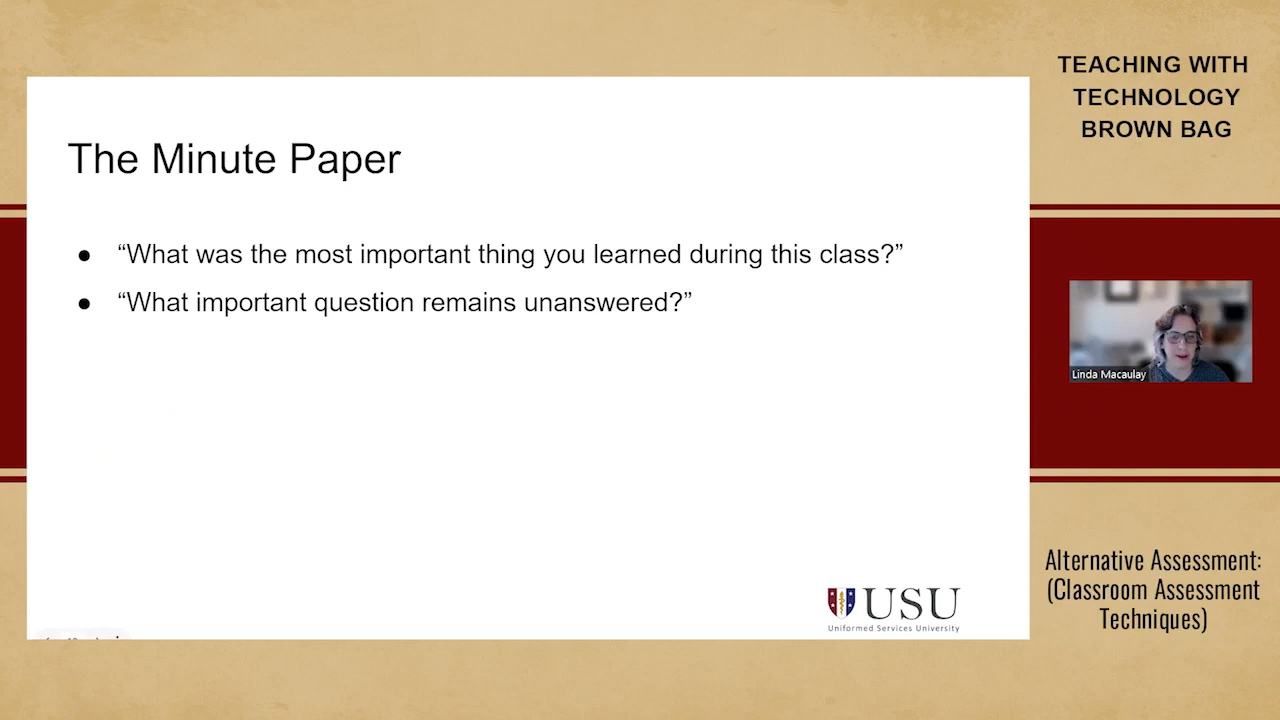 TEACHING WITH
TECHNOLOGY
BROWN BAG
The Minute Paper
● “What was the most important thing you learned during this class?”
● “What important question remains unanswered?”
Linda Macaulay
USU
Uniformed Services University
Alternative Assessment:
(Classroom Assessment
Techniques)